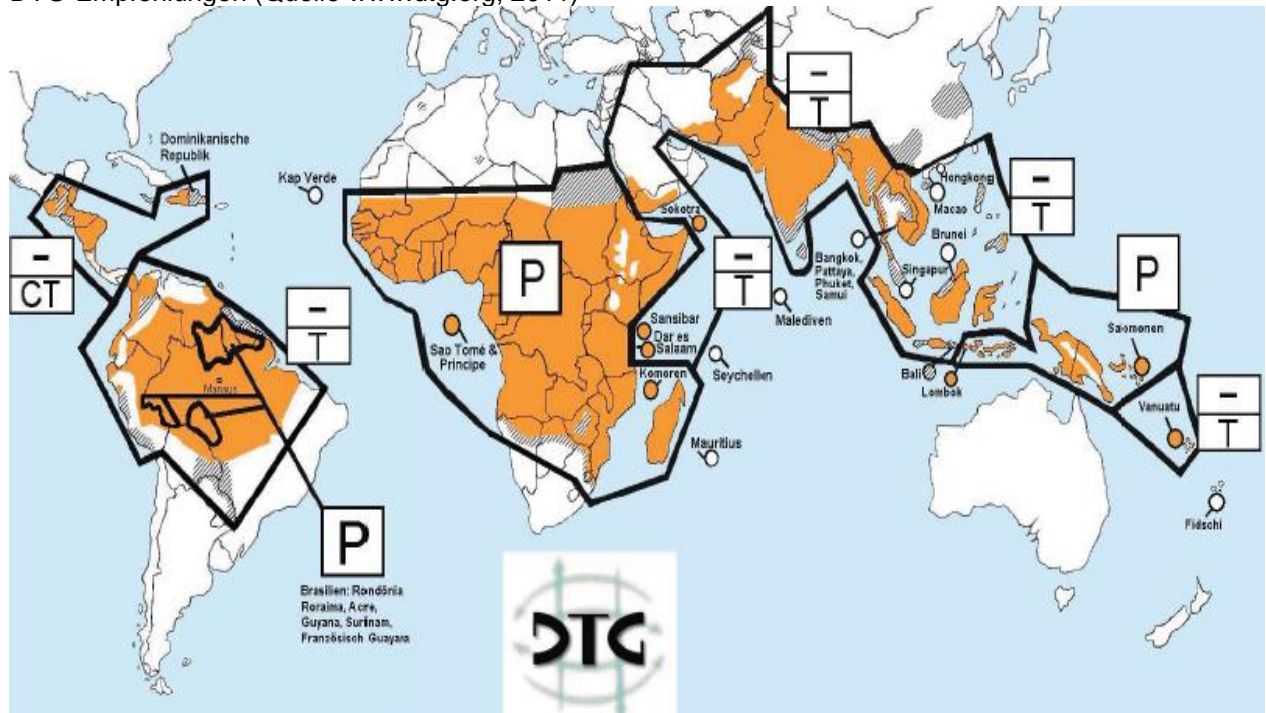 Dominikanische
Republik
Kap Verde
-
CT
-
T
Manaus
P
Brasilien: Rondônia
Roraima, Acre,
Guyana, Surinam,
Französisch Guayana
Sao Tomé &
Principe
P
Sokotra
-
T
Sansibar
Dar es
Salaam
Komoren
Seychellen
Mauritius
Malediven
-
T
Bangkok,
Pattaya,
Phuket,
Samui
Hongkong
Macao
Brunei
Singapur
-
T
Bali
Lombok
P
Salomonen
Vanuatu
-
T
Fidschi
DTG